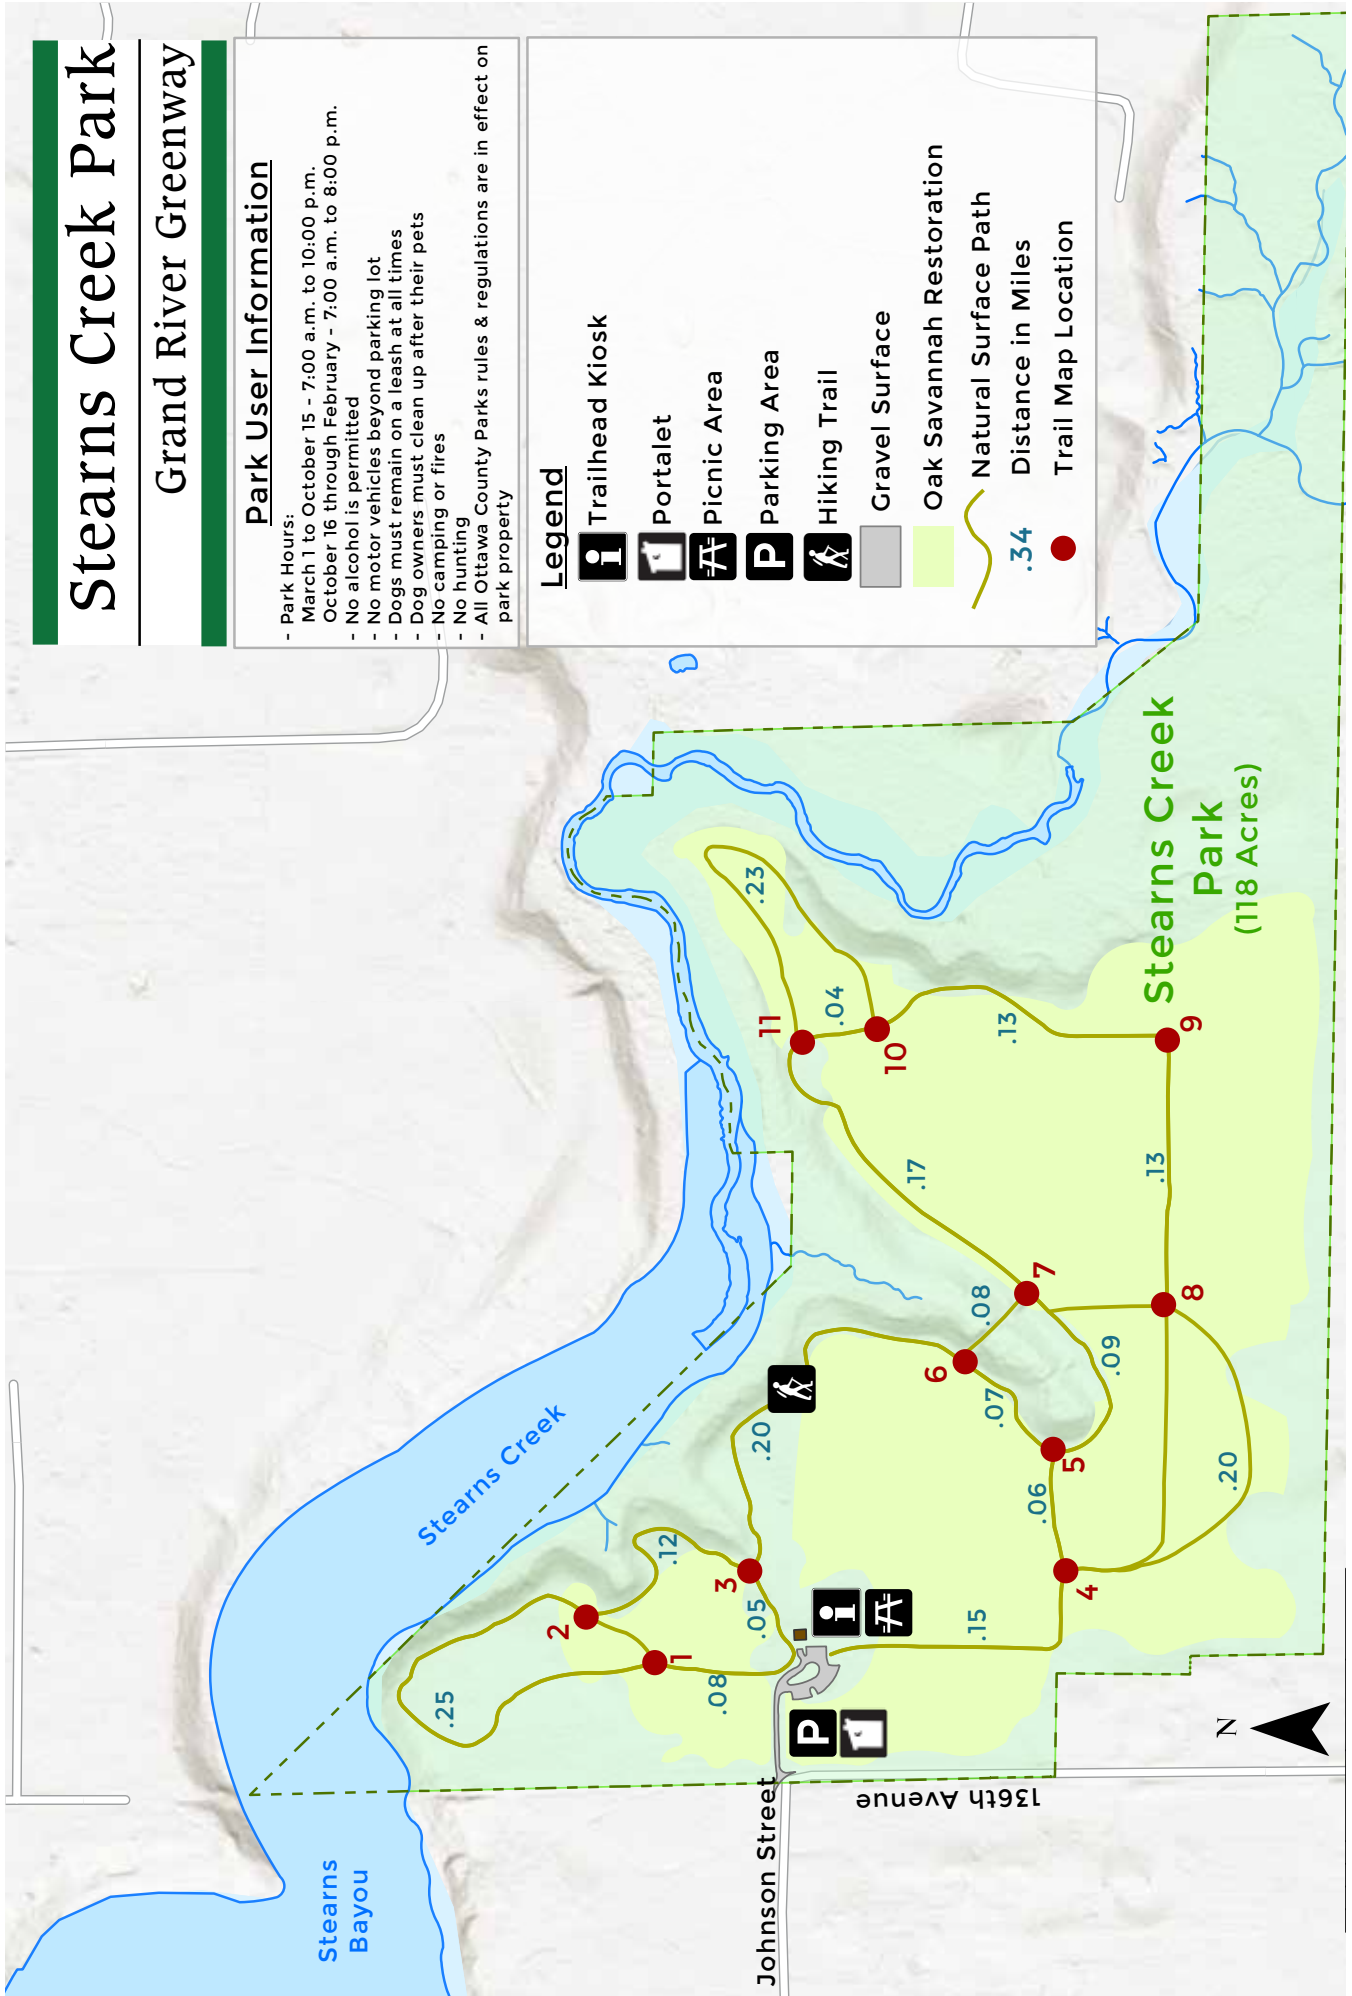 Stearns Creek Park
Grand River Greenway
Park User Information
- Park Hours:
March 1 to October 15 - 7:00 a.m. to 10:00 p.m.
October 16 through February - 7:00 a.m. to 8:00 p.m.
- No alcohol is permitted
- No motor vehicles beyond parking lot
- Dogs must remain on a leash at all times
- Dog owners must clean up after their pets
- No camping or fires
- No hunting
- All Ottawa County Parks rules & regulations are in effect on
park property
Legend
Trailhead Kiosk
Portalet
Picnic Area
P
Parking Area
Hiking Trail
Gravel Surface
Oak Savannah Restoration
Natural Surface Path
.34
Distance in Miles
Trail Map Location
Stearns
Bayou
Stearns Creek
.25
2
1
.12
3
.08
.05
.20
Johnson Street
P
136th Avenue
.15
4
.06
5
.07
6
.08
7
.09
.20
8
.17
.13
9
.13
10
.04
11
.23
Stearns Creek
Park
(118 Acres)
N